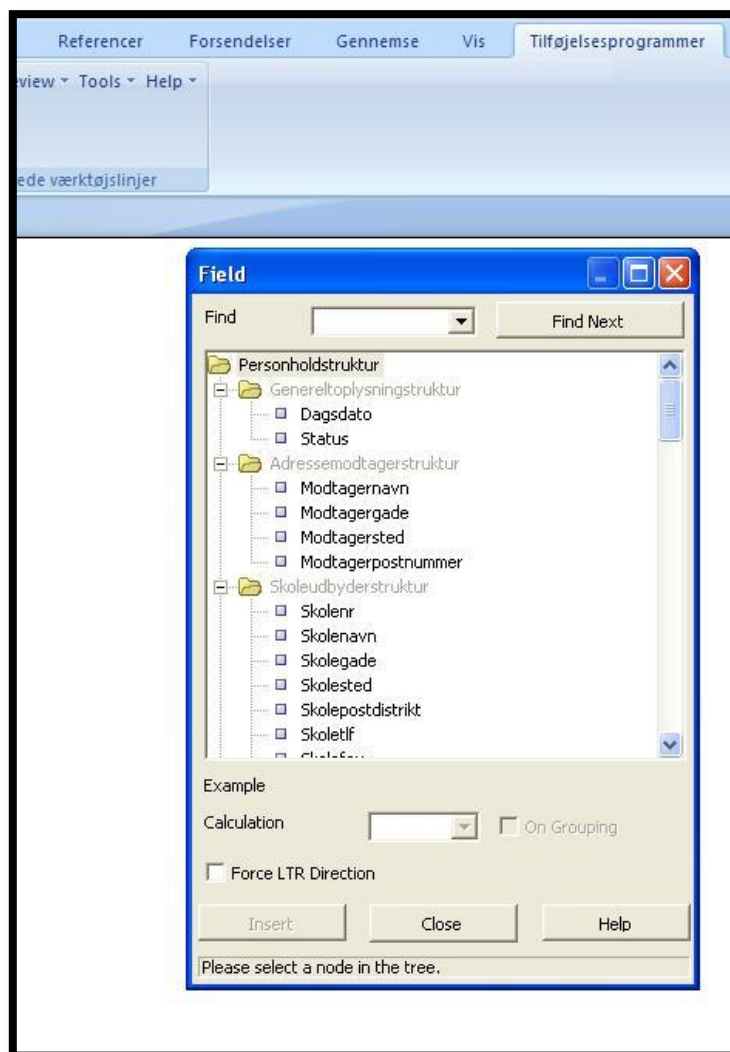 Referencer Forsendelser Gennemse Vis Tilføjelsesprogrammer
eview Tools Help
ede værktøjslinjer
Field
Find Find Next
Personholdstruktur
Genereltoplysningstruktur
Dagsdato
Status
Adressemodtagerstruktur
Modtagernavn
Modtagergade
Modtagersted
Modtagerpostnummer
Skoleudbyderstruktur
Skolenr
Skolenavn
Skolegade
Skolested
Skolepostdistrikt
Skoletlf
Example
Calculation On Grouping
Force LTR Direction
Insert Close Help
Please select a node in the tree.